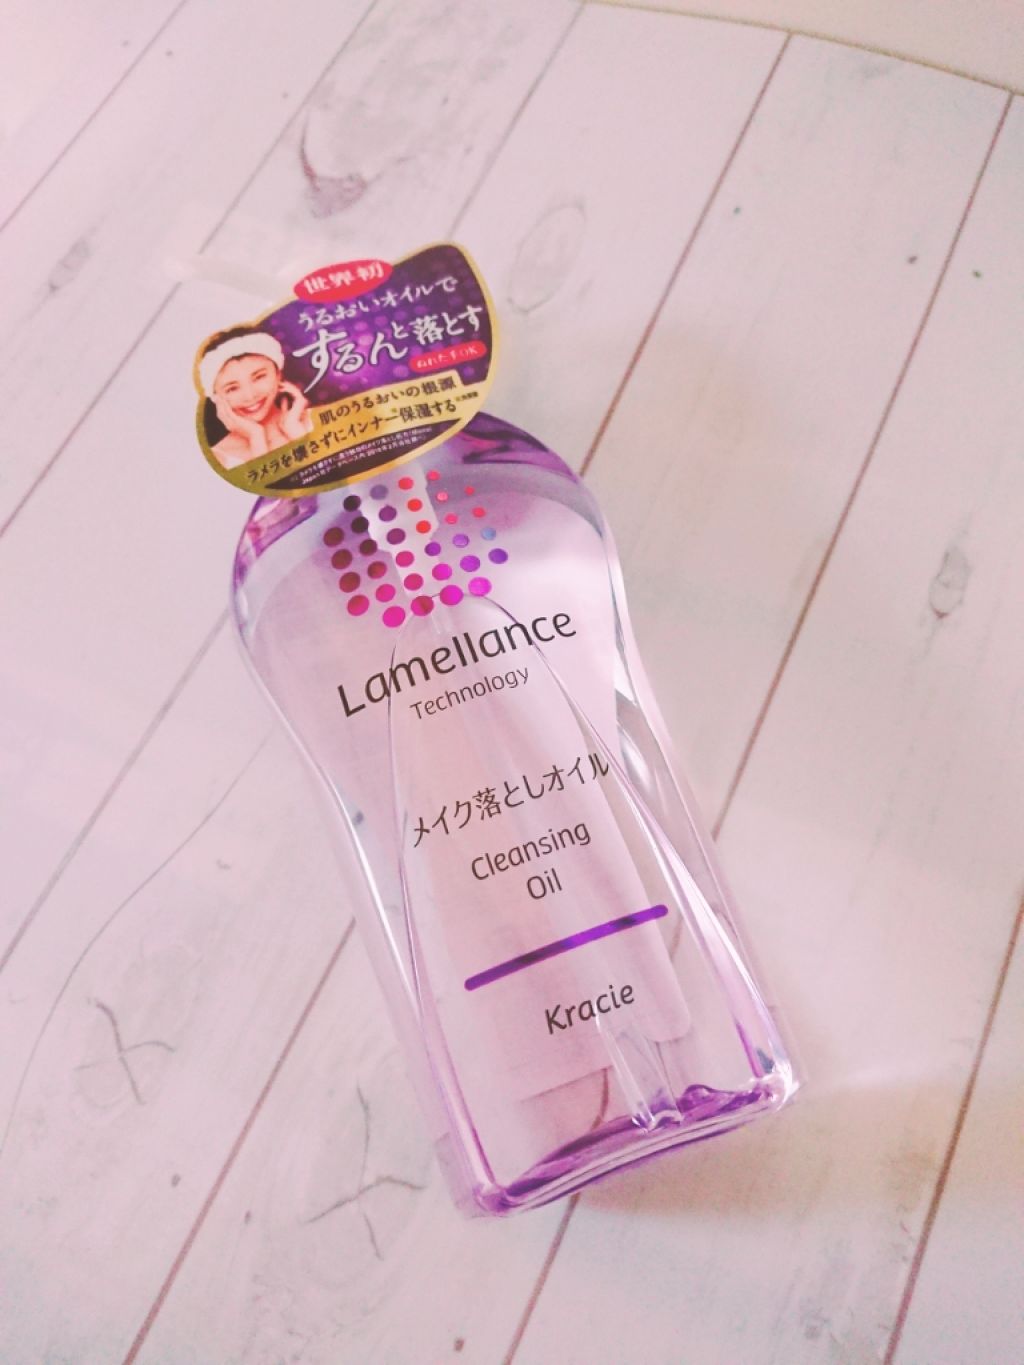 世界初
うるおいオイルで
するんと落とす
ぬれた手OK
肌のうるおいの根源
ラメラを壊さずにインナー保湿する
Lamellance
Technology
メイク落としオイル
Cleansing
Oil
Kracie